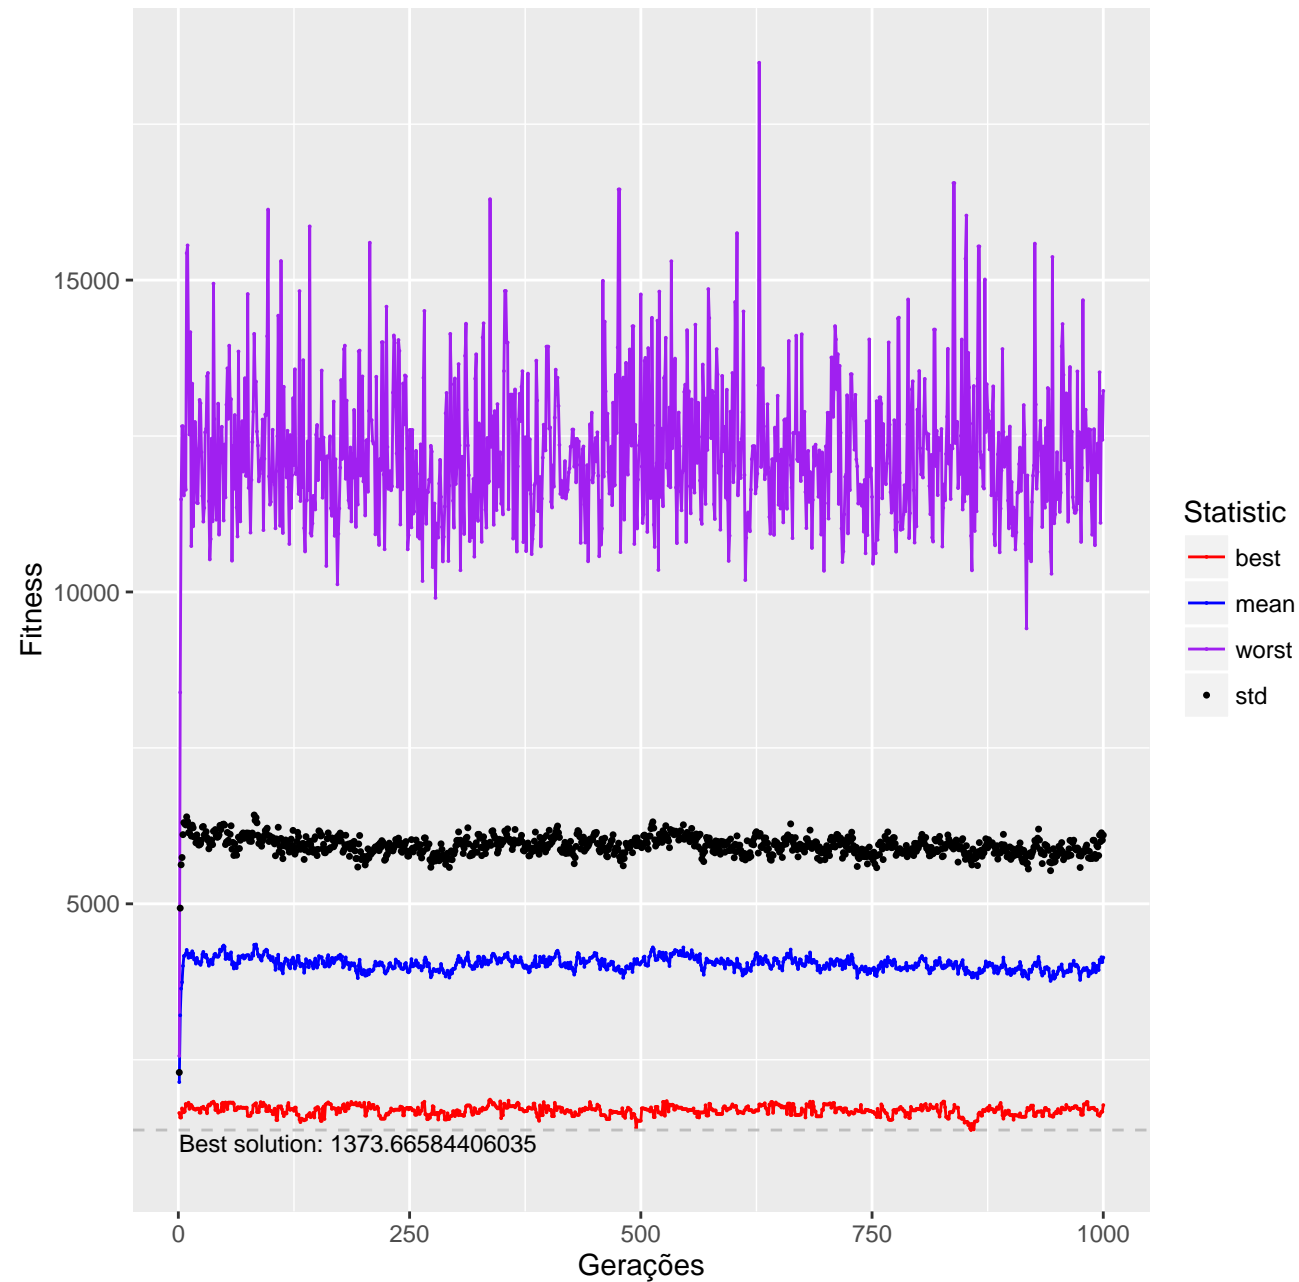 15000
10000
5000
Fitness
Best solution: 1373.66584406035
0
250
500
750
1000
Gerações
Statistic
best
mean
worst
std